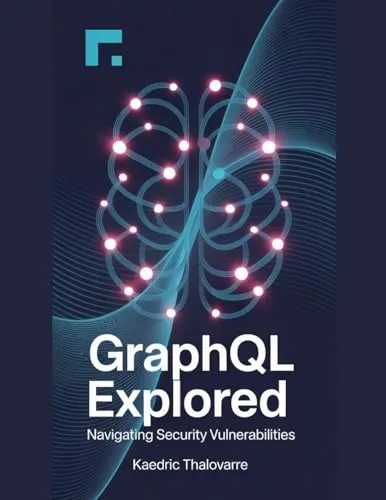 GraphQL
Explored
Navigating Security Vulnerabilities
Kaedric Thalovarre